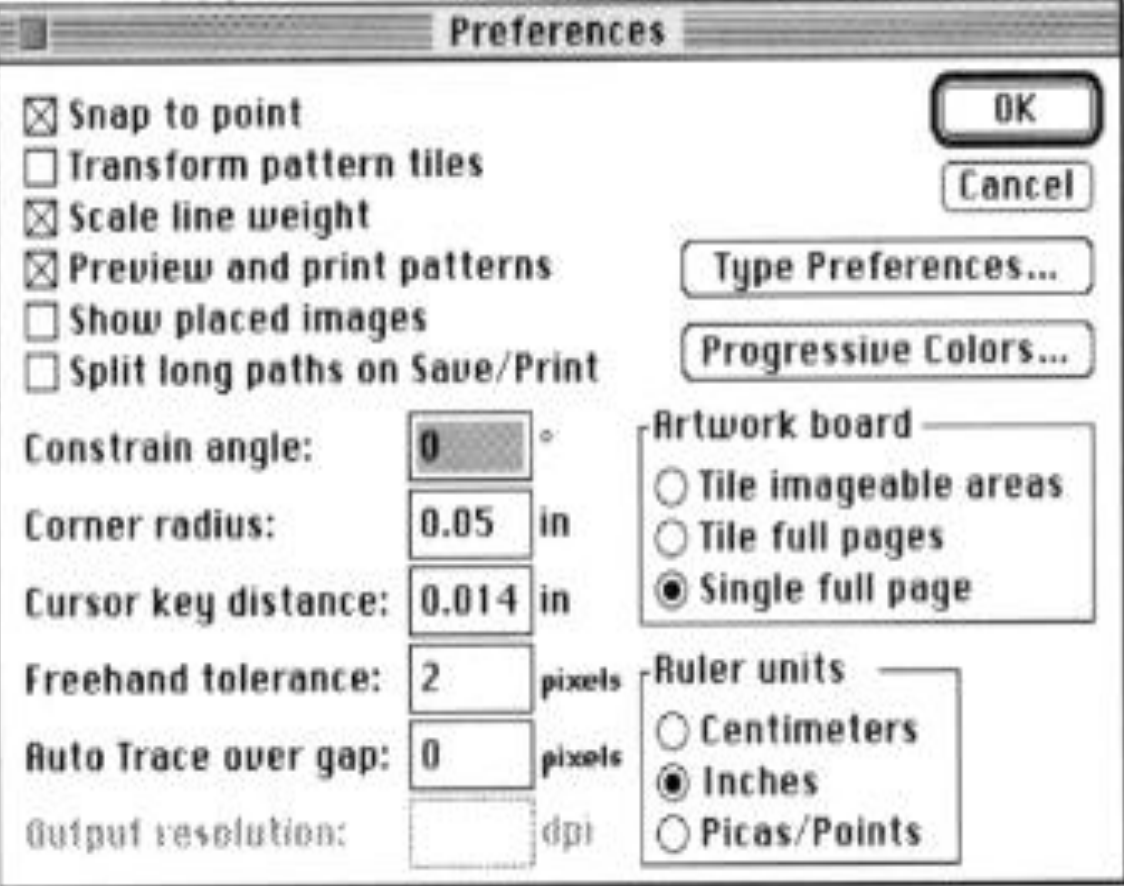 Preferences
Snap to point
Transform pattern tiles
Scale line weight
Preview and print patterns
Show placed images
Split long paths on Save/Print
OK
Cancel
Type Preferences...
Progressive Colors...
Constrain angle: 0 °
Corner radius: 0.05 in
Cursor key distance: 0.014 in
Freehand tolerance: 2 pixels
Auto Trace over gap: 0 pixels
Output resolution: dpi
Artwork board
Tile imageable areas
Tile full pages
Single full page
Ruler units
Centimeters
Inches
Picas/Points